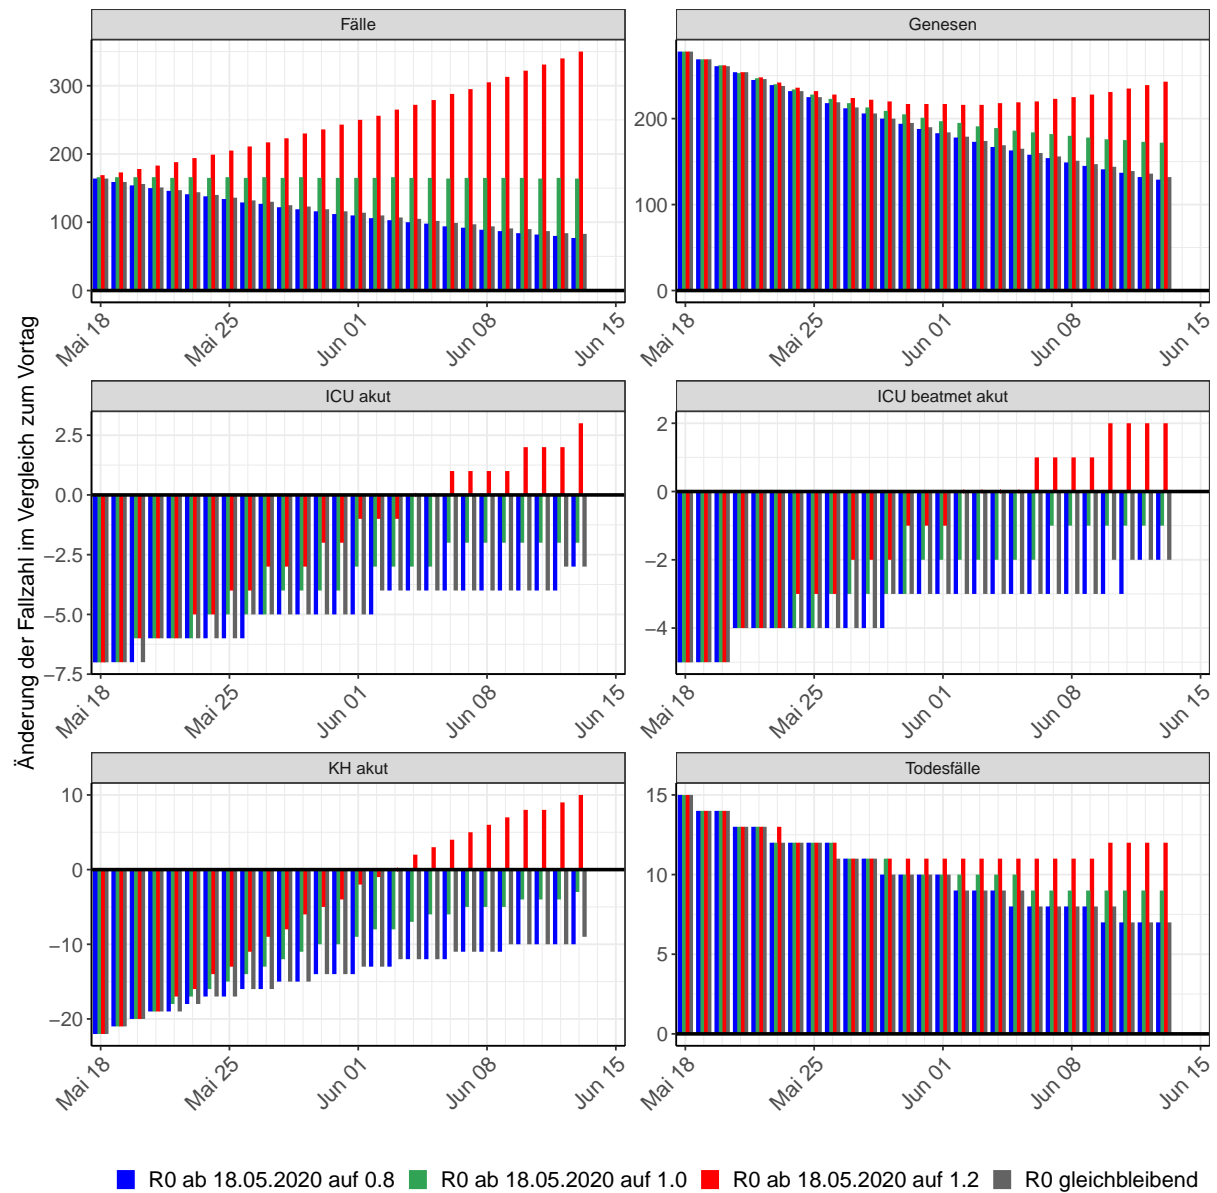 Fälle
Genesen
300
200
100
0
200
100
0
Mai 18
Mai 25
Jun 01
Jun 08
Jun 15
Mai 18
Mai 25
Jun 01
Jun 08
Jun 15
Änderung der Fallzahl im Vergleich zum Vortag
ICU akut
ICU beatmet akut
2.5
0.0
−2.5
−5.0
−7.5
2
0
−2
−4
Mai 18
Mai 25
Jun 01
Jun 08
Jun 15
Mai 18
Mai 25
Jun 01
Jun 08
Jun 15
KH akut
Todesfälle
10
0
−10
−20
15
10
5
0
Mai 18
Mai 25
Jun 01
Jun 08
Jun 15
Mai 18
Mai 25
Jun 01
Jun 08
Jun 15
R0 ab 18.05.2020 auf 0.8 R0 ab 18.05.2020 auf 1.0 R0 ab 18.05.2020 auf 1.2 R0 gleichbleibend